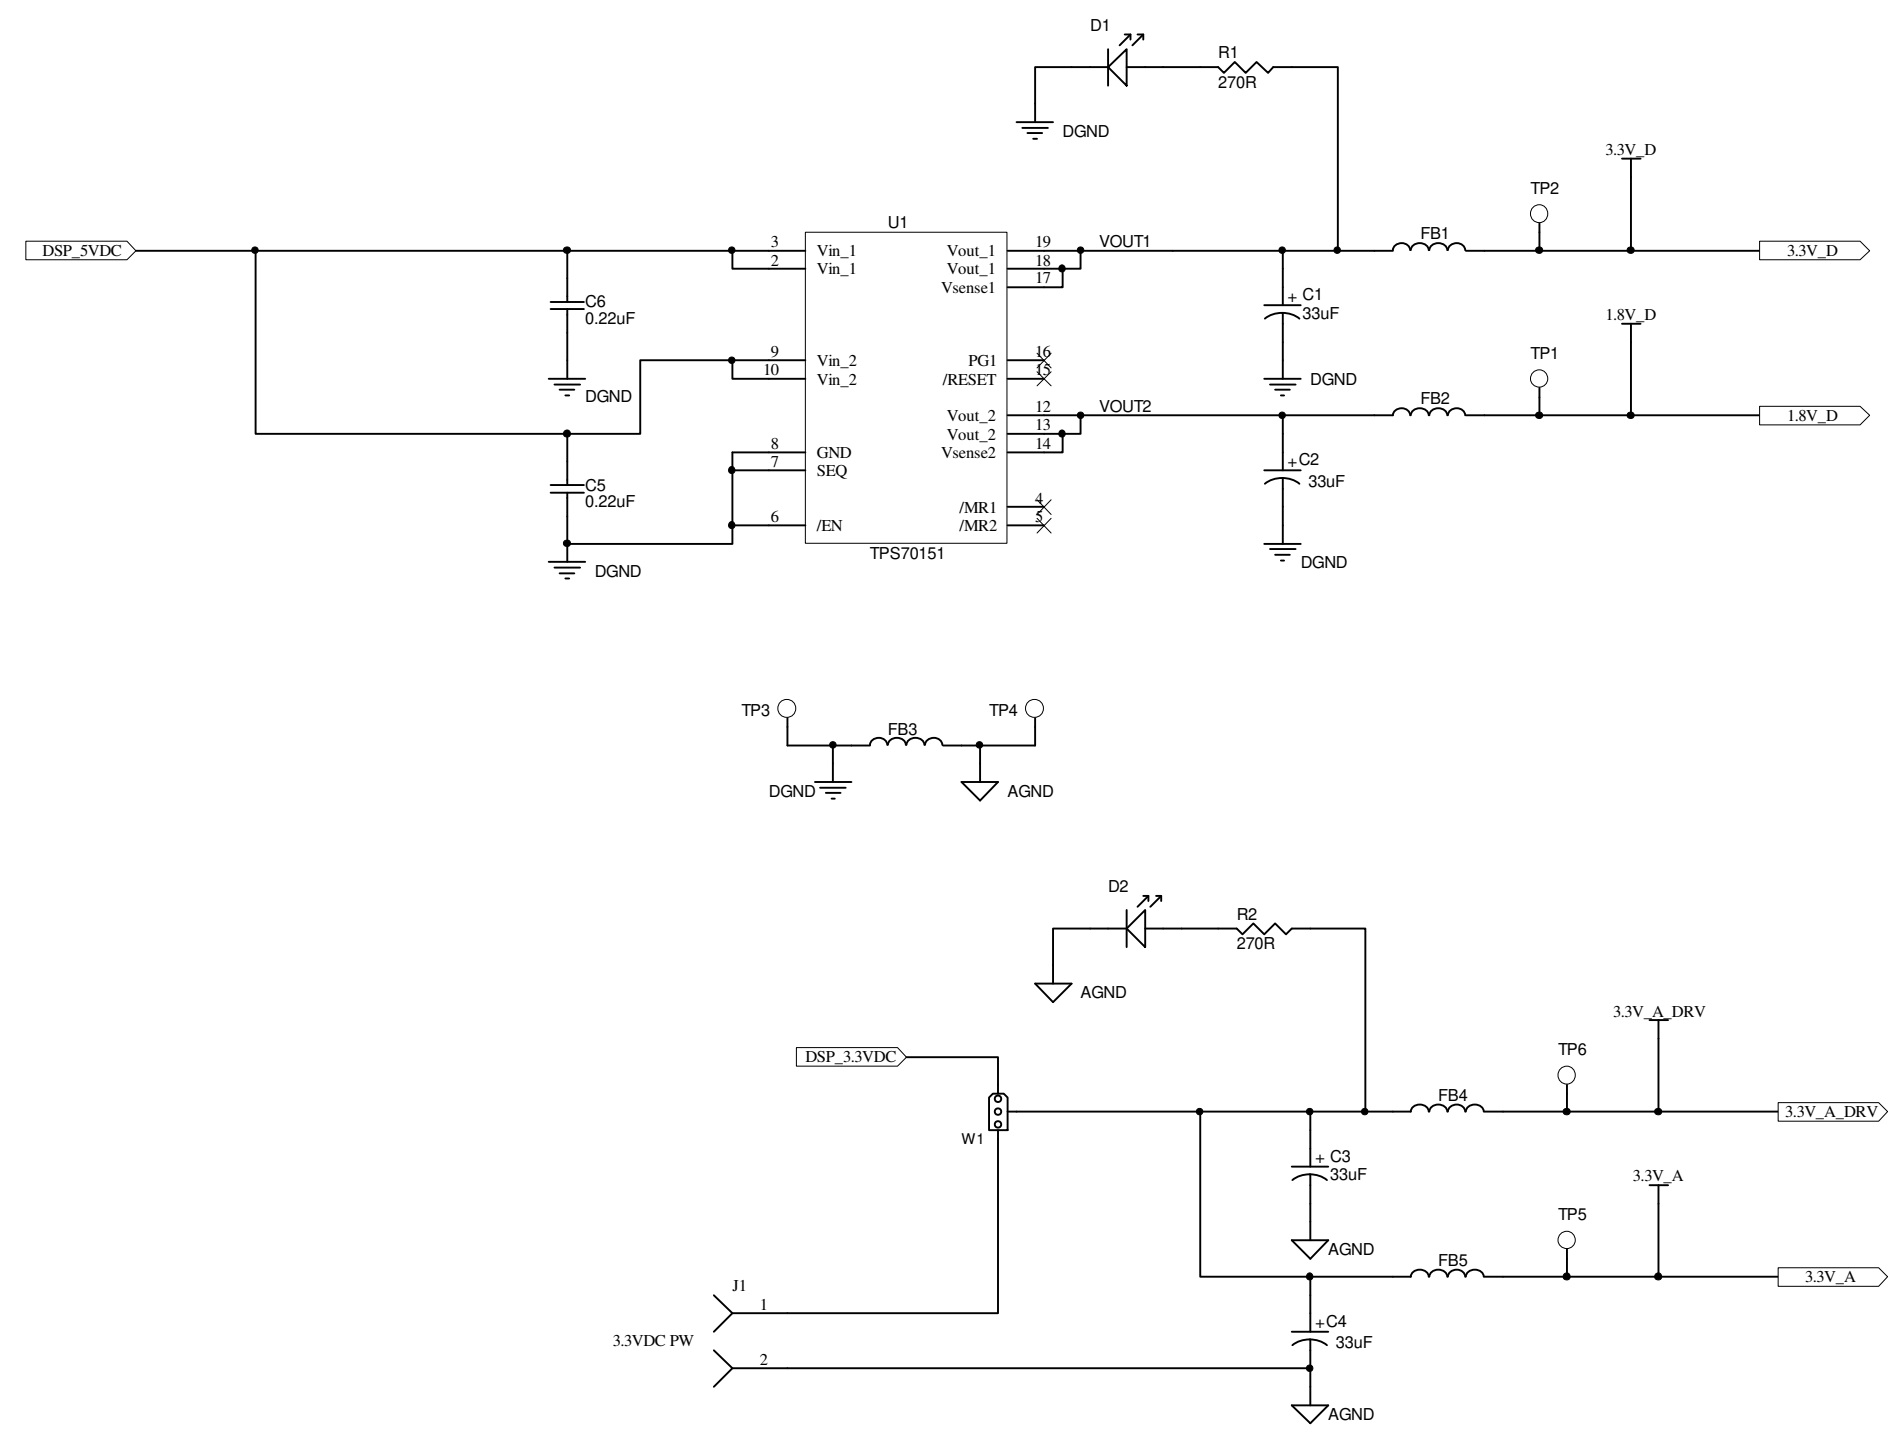 D1
R1
270R
DGND
3.3V_D
TP2
U1
DSP_5VDC
3
Vin_1
Vout_1
19
VOUT1
FB1
3.3V_D
2
Vin_1
Vout_1
18
Vsense1
17
C6
0.22uF
+ C1
33uF
1.8V_D
TP1
9
Vin_2
PG1
16
10
Vin_2
/RESET
15
DGND
DGND
Vout_2
12
VOUT2
FB2
1.8V_D
Vout_2
13
8
GND
Vsense2
14
7
SEQ
+C2
33uF
C5
0.22uF
/MR1
4
6
/EN
/MR2
5
TPS70151
DGND
DGND
TP3
TP4
FB3
DGND
AGND
D2
R2
270R
AGND
3.3V_A_DRV
DSP_3.3VDC
TP6
FB4
3.3V_A_DRV
W1
+ C3
33uF
3.3V_A
TP5
AGND
FB5
3.3V_A
J1
1
3.3VDC PW
+C4
33uF
2
AGND